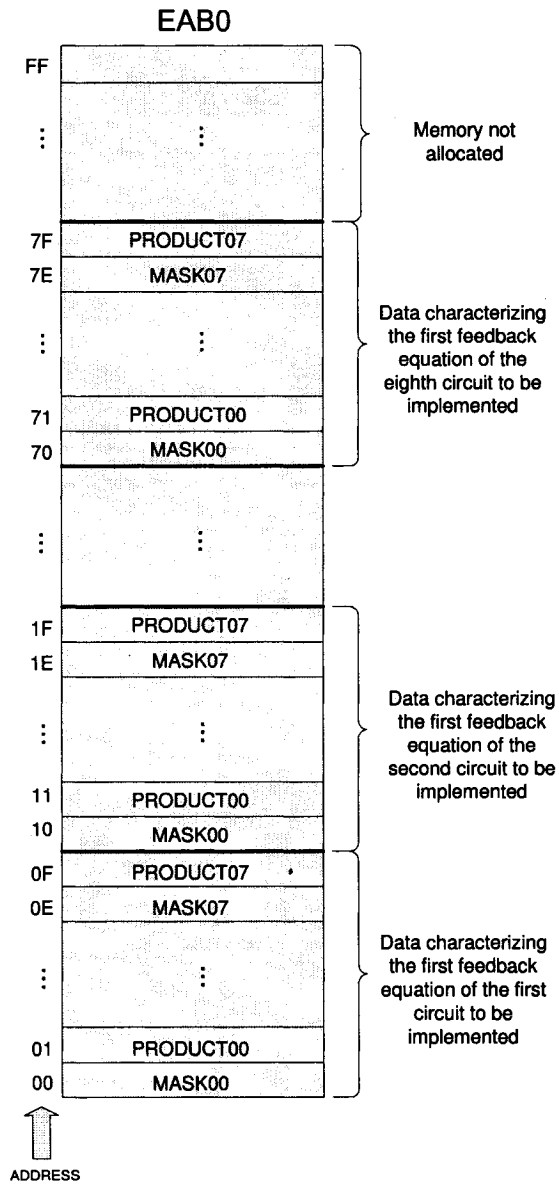 EAB0
FF
⋮ ⋮
Memory not
allocated
7F PRODUCT07
7E MASK07
⋮ ⋮
71 PRODUCT00
70 MASK00
Data characterizing
the first feedback
equation of the
eighth circuit to be
implemented
⋮ ⋮
1F PRODUCT07
1E MASK07
⋮ ⋮
11 PRODUCT00
10 MASK00
Data characterizing
the first feedback
equation of the
second circuit to be
implemented
0F PRODUCT07
0E MASK07
⋮ ⋮
01 PRODUCT00
00 MASK00
Data characterizing
the first feedback
equation of the first
circuit to be
implemented
ADDRESS